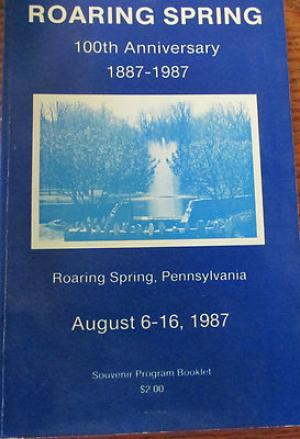 ROARING SPRING
100th Anniversary
1887-1987
Roaring Spring, Pennsylvania
August 6-16, 1987
Souvenir Program Booklet
$2.00